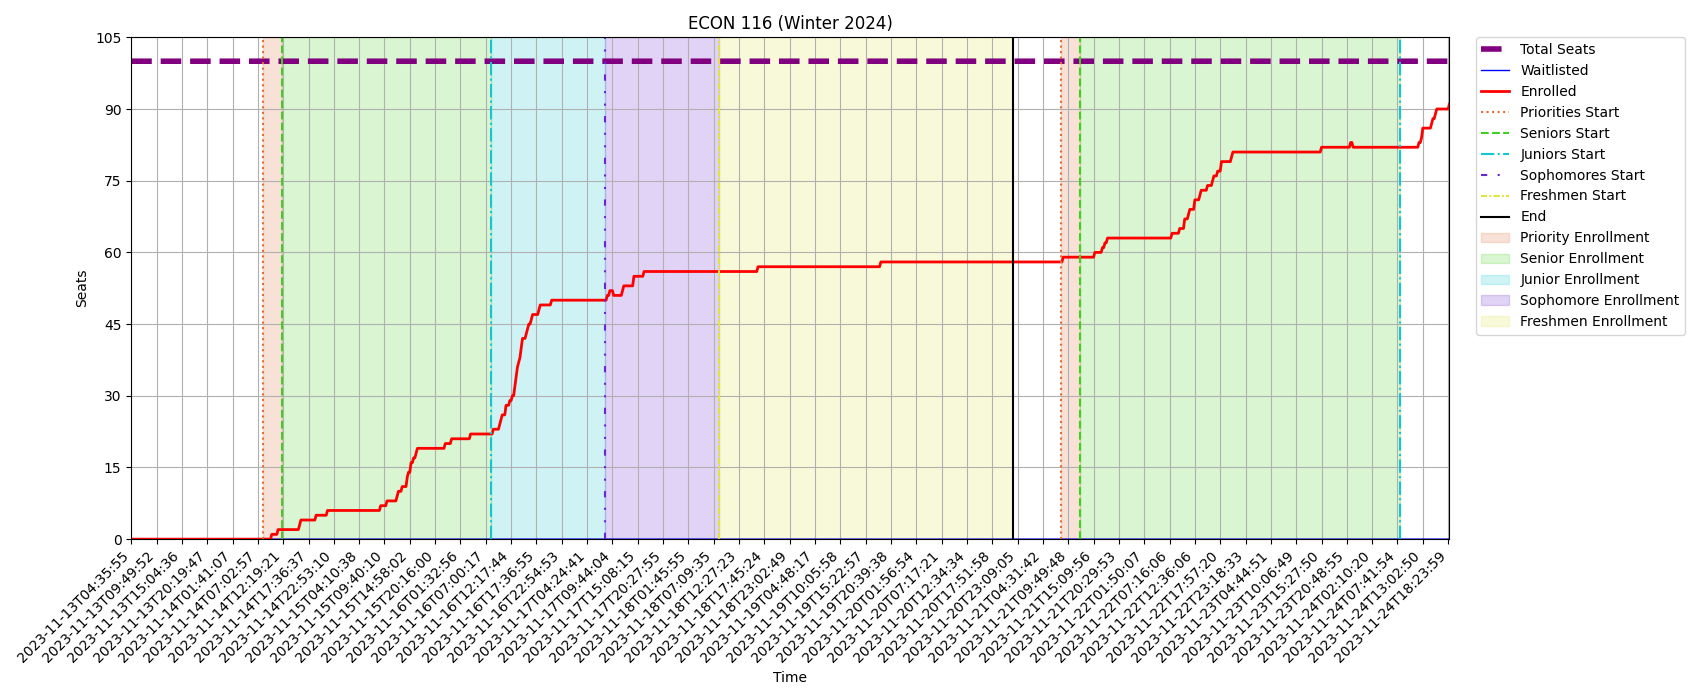 ECON 116 (Winter 2024)
105
90
75
60
45
30
15
0
Seats
2023-11-13T04:35:55
2023-11-13T09:49:52
2023-11-13T15:04:36
2023-11-13T20:19:47
2023-11-14T01:41:07
2023-11-14T07:02:57
2023-11-14T12:19:21
2023-11-14T17:36:37
2023-11-14T22:53:10
2023-11-15T04:10:38
2023-11-15T09:40:10
2023-11-15T14:58:02
2023-11-15T20:16:00
2023-11-16T01:32:56
2023-11-16T07:00:17
2023-11-16T12:17:44
2023-11-16T17:36:55
2023-11-16T22:54:53
2023-11-17T04:24:41
2023-11-17T09:44:04
2023-11-17T15:08:15
2023-11-17T20:27:55
2023-11-18T01:45:55
2023-11-18T07:09:35
2023-11-18T12:27:23
2023-11-18T17:45:24
2023-11-18T23:02:49
2023-11-19T04:48:17
2023-11-19T10:05:58
2023-11-19T15:22:57
2023-11-19T20:39:38
2023-11-20T01:56:54
2023-11-20T07:17:21
2023-11-20T12:34:34
2023-11-20T17:51:58
2023-11-20T23:09:05
2023-11-21T04:31:42
2023-11-21T09:49:48
2023-11-21T15:09:56
2023-11-21T20:29:53
2023-11-22T01:50:07
2023-11-22T07:16:06
2023-11-22T12:36:06
2023-11-22T17:57:20
2023-11-22T23:18:33
2023-11-23T04:44:51
2023-11-23T10:06:49
2023-11-23T15:27:50
2023-11-23T20:48:55
2023-11-24T02:10:20
2023-11-24T07:41:54
2023-11-24T13:02:50
2023-11-24T18:23:59
Time
Total Seats
Waitlisted
Enrolled
Priorities Start
Seniors Start
Juniors Start
Sophomores Start
Freshmen Start
End
Priority Enrollment
Senior Enrollment
Junior Enrollment
Sophomore Enrollment
Freshmen Enrollment